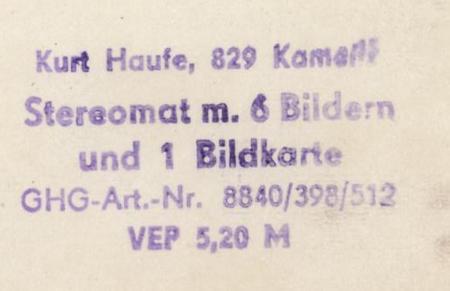 Kurt Haufe, 829 Kamenz
Stereomat m. 6 Bildern
und 1 Bildkarte
GHG-Art.-Nr. 8840/398/512
VEP 5,20 M